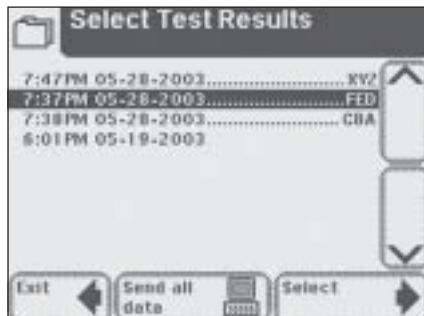 Select Test Results
7:47PM 05-28-2003.....................XYZ
7:37PM 05-28-2003.....................FED
7:38PM 05-28-2003.....................CBA
6:01PM 05-19-2003
Exit
Send all
data
Select